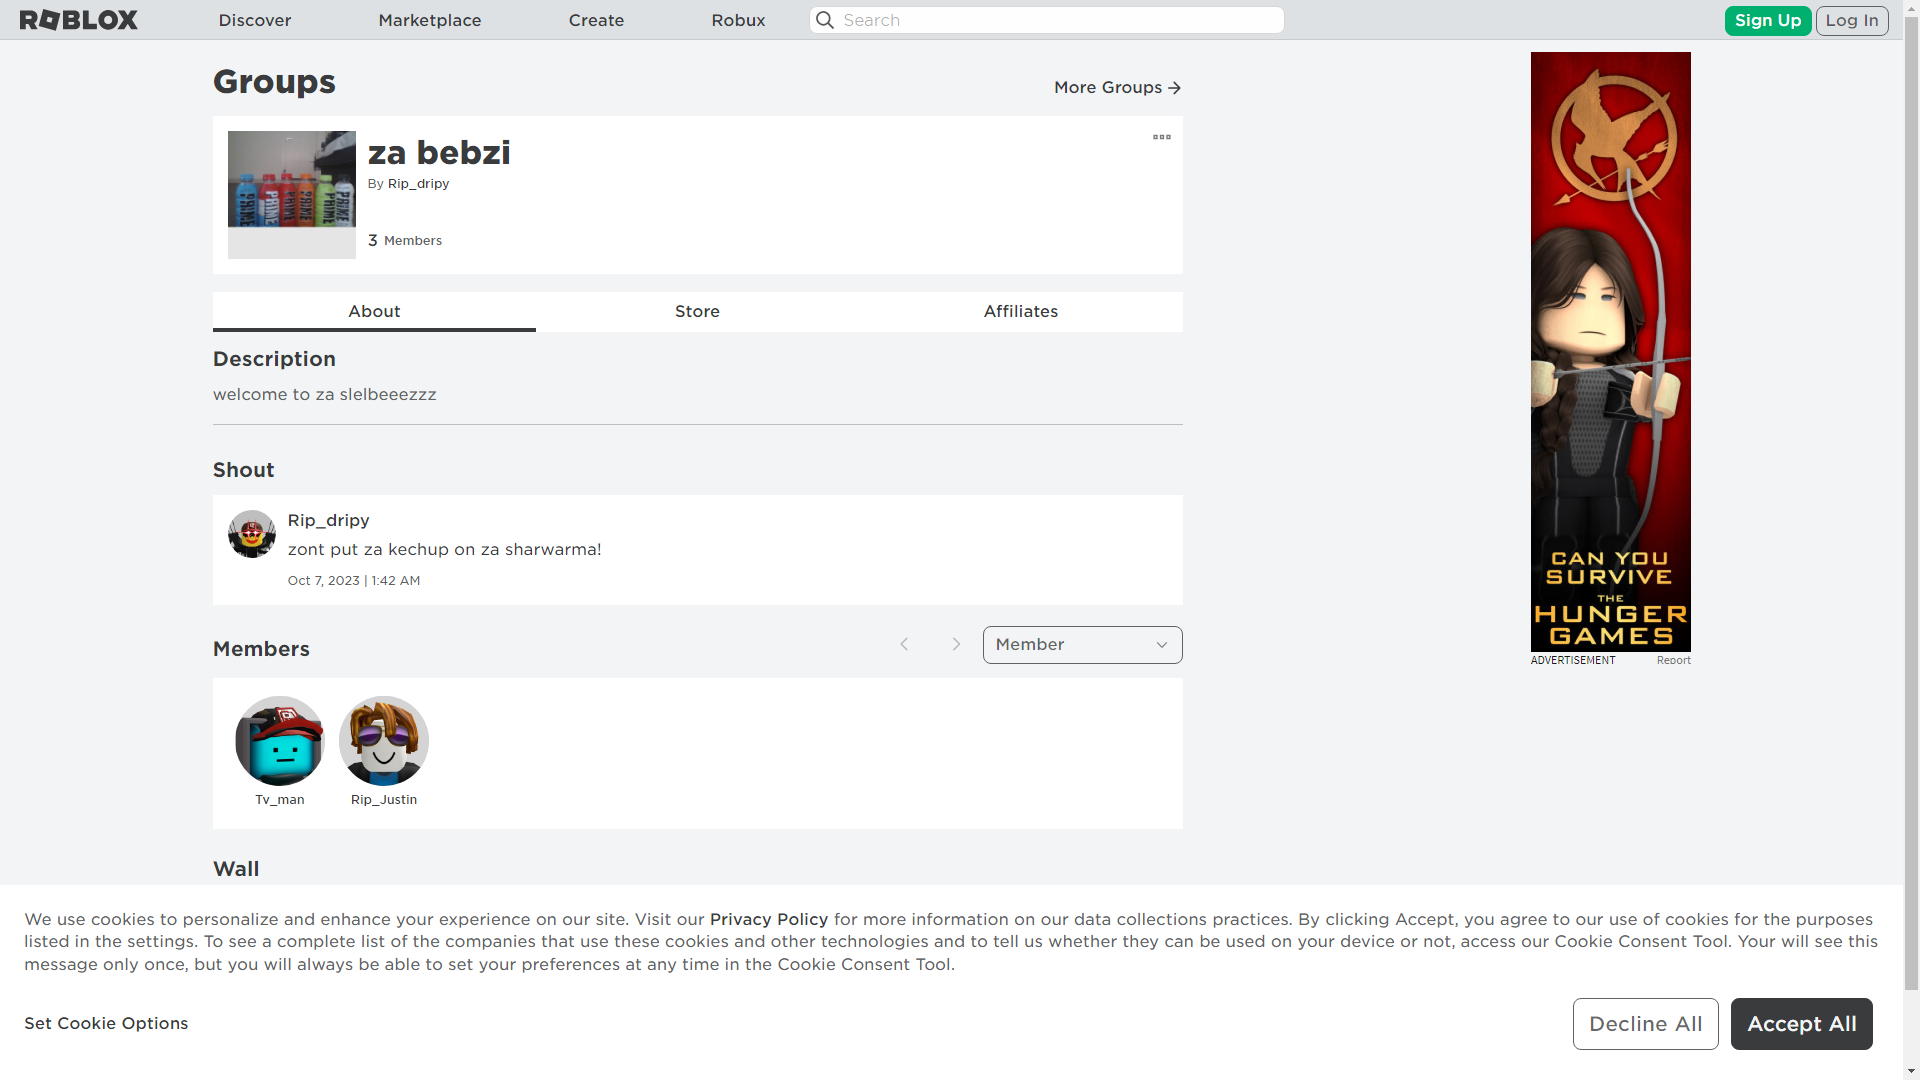 ROBLOX
Discover
Marketplace
Create
Robux
Search
Sign Up
Log In
Groups
More Groups
za bebzi
By Rip_dripy
3 Members
PRIME PRIME PRIME PRIME PRIME PRIME
About
Store
Affiliates
Description
welcome to za slelbeeezzz
Shout
Rip_dripy
zont put za kechup on za sharwarma!
Oct 7, 2023 | 1:42 AM
Members
Member
Tv_man
Rip_Justin
Wall
CAN YOU
SURVIVE
THE
HUNGER
GAMES
ADVERTISEMENT
Report
We use cookies to personalize and enhance your experience on our site. Visit our Privacy Policy for more information on our data collections practices. By clicking Accept, you agree to our use of cookies for the purposes
listed in the settings. To see a complete list of the companies that use these cookies and other technologies and to tell us whether they can be used on your device or not, access our Cookie Consent Tool. Your will see this
message only once, but you will always be able to set your preferences at any time in the Cookie Consent Tool.
Set Cookie Options
Decline All
Accept All